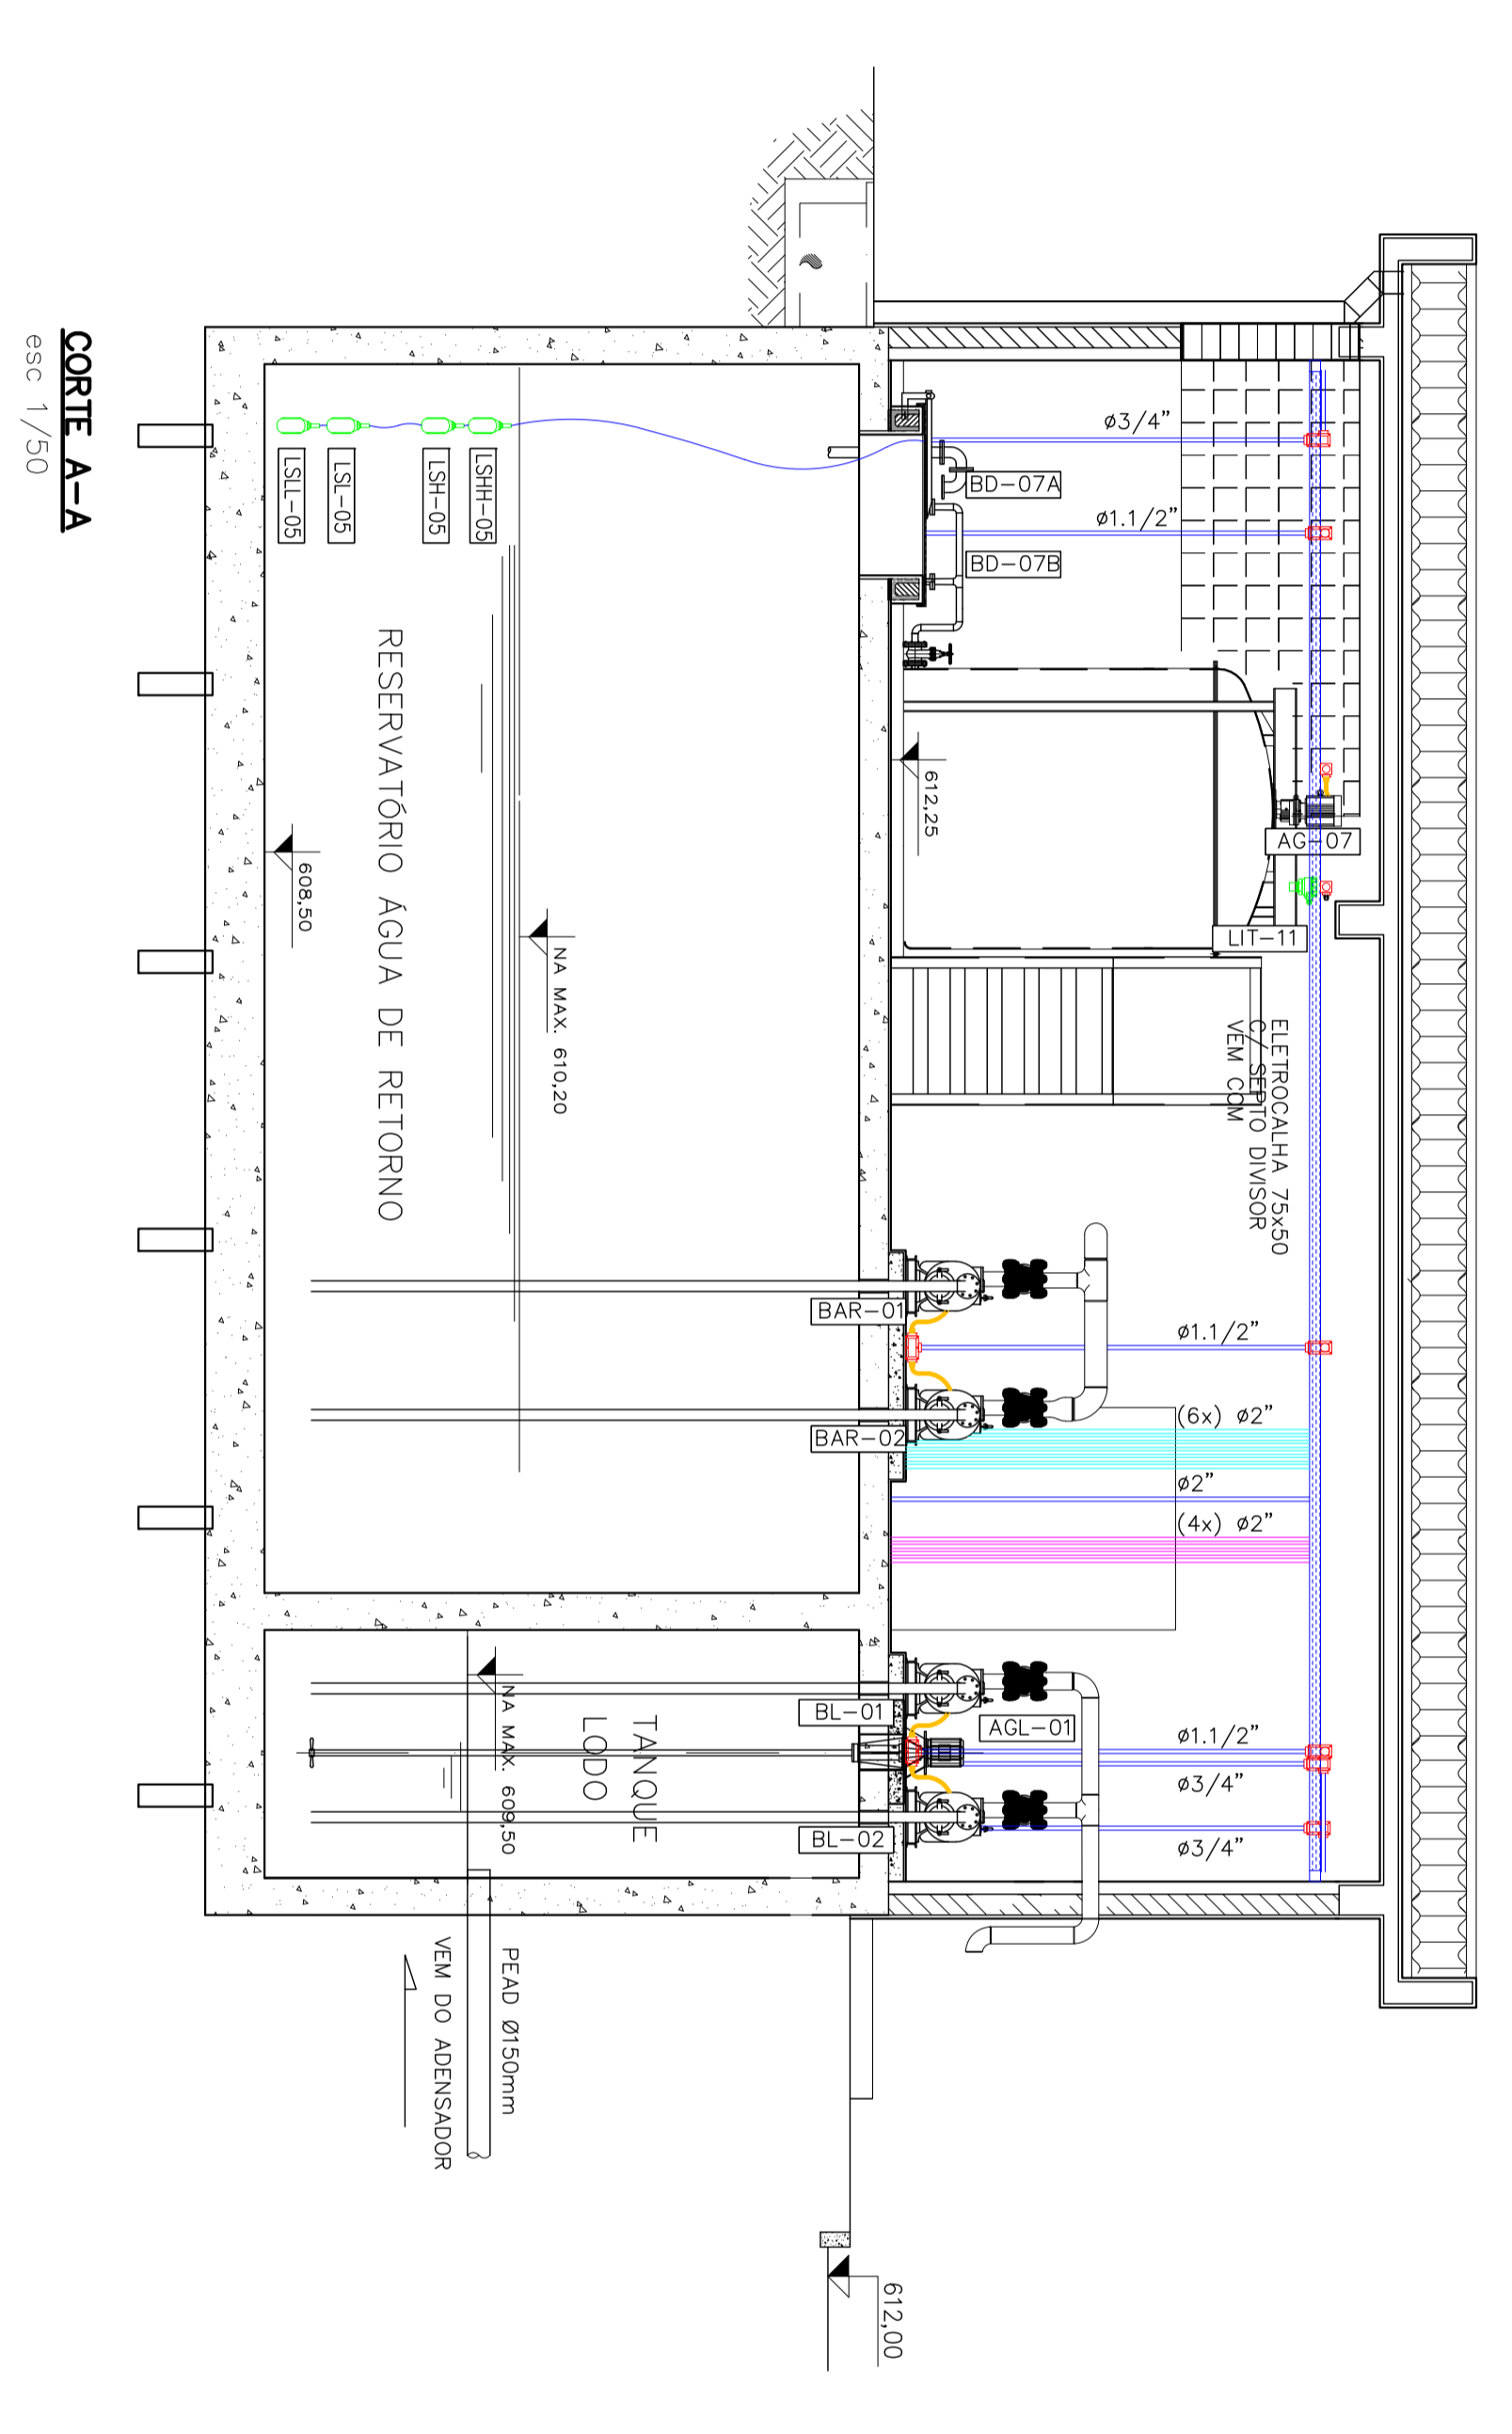 ø3/4”
ø1.1/2”
BD-07A
BD-07B
612,25
AG-07
LIT-11
ELETROCALHA 75x50
C/ SEPTO DIVISOR
VEM COM
LSHH-05
LSH-05
LSL-05
LSLL-05
RESERVATÓRIO ÁGUA DE RETORNO
608,50
NA MAX. 610,20
BAR-01
BAR-02
ø1.1/2”
(6x) ø2”
ø2”
(4x) ø2”
BL-01
AGL-01
BL-02
ø1.1/2”
ø3/4”
ø3/4”
TANQUE
LODO
NA MAX. 609,50
PEAD Ø150mm
VEM DO ADENSADOR
612,00
CORTE A-A
esc 1/50